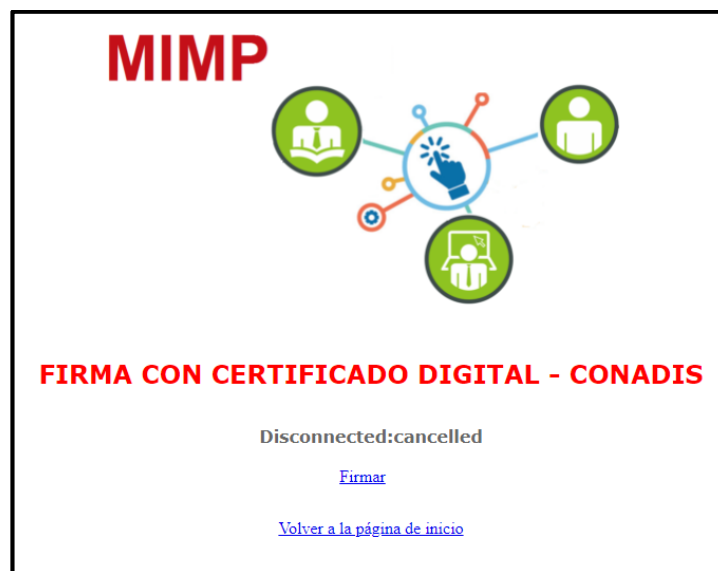 MIMP
FIRMA CON CERTIFICADO DIGITAL - CONADIS
Disconnected:cancelled
Firmar
Volver a la página de inicio